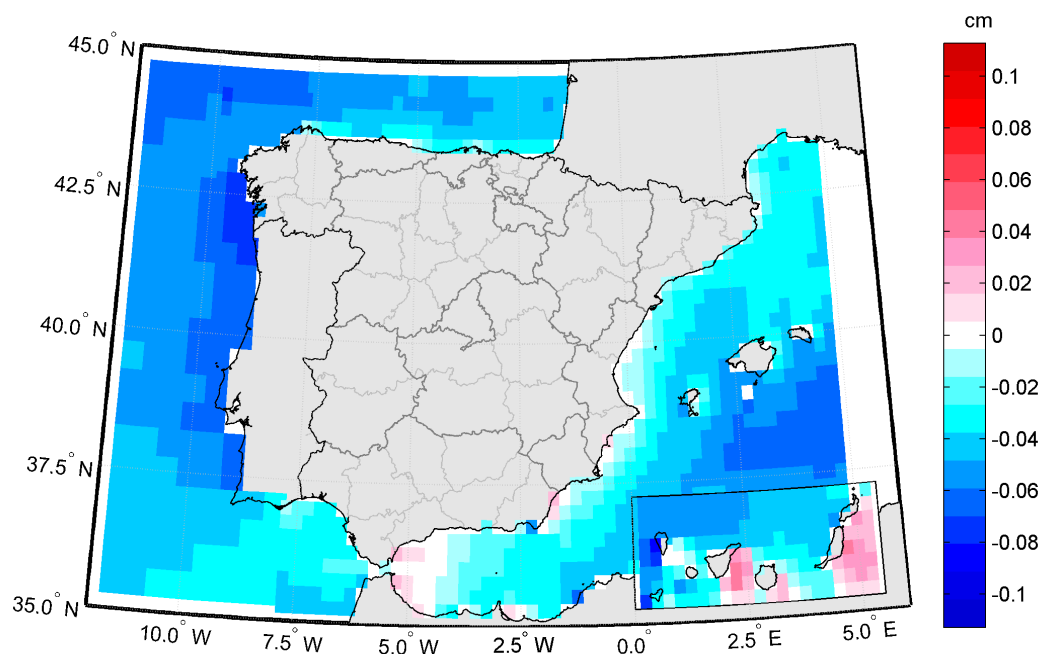 cm
45.0° N
42.5° N
40.0° N
37.5° N
35.0° N
10.0° W
7.5° W
5.0° W
2.5° W
0.0° E
2.5° E
5.0° E
0.1
0.08
0.06
0.04
0.02
0
-0.02
-0.04
-0.06
-0.08
-0.1